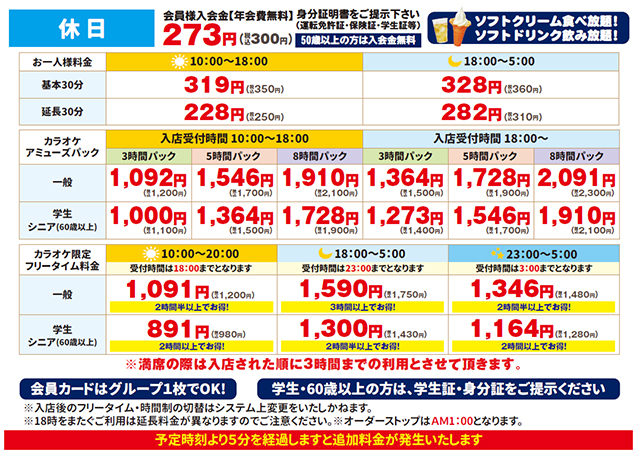 休日
会員様入会金【年会費無料】身分証明書をご提示下さい
273円(税込300円)
(運転免許証・保険証・学生証等)
50歳以上の方は入会金無料
ソフトクリーム食べ放題!
ソフトドリンク飲み放題!
お一人様料金 10:00〜18:00 18:00〜5:00
基本30分 319円(税込350円) 328円(税込360円)
延長30分 228円(税込250円) 282円(税込310円)
カラオケ
アミューズパック
入店受付時間 10:00〜18:00 入店受付時間 18:00〜
3時間パック 5時間パック 8時間パック 3時間パック 5時間パック 8時間パック
一般 1,092円 1,546円 1,910円 1,364円 1,728円 2,091円
(税込1,200円) (税込1,700円) (税込2,100円) (税込1,500円) (税込1,900円) (税込2,300円)
学生
シニア(60歳以上)
1,000円 1,364円 1,728円 1,273円 1,546円 1,910円
(税込1,100円) (税込1,500円) (税込1,900円) (税込1,400円) (税込1,700円) (税込2,100円)
カラオケ限定
フリータイム料金
10:00〜20:00 18:00〜5:00 23:00〜5:00
受付時間は18:00までとなります 受付時間は23:00までとなります 受付時間は3:00までとなります
一般 1,091円(税込1,200円) 1,590円(税込1,750円) 1,346円(税込1,480円)
2時間半以上でお得! 3時間以上でお得! 2時間半以上でお得!
学生
シニア(60歳以上)
891円(税込980円) 1,300円(税込1,430円) 1,164円(税込1,280円)
2時間以上でお得! 2時間半以上でお得! 2時間以上でお得!
※満席の際は入店された順に3時間までの利用とさせて頂きます。
会員カードはグループ1枚でOK!
学生・60歳以上の方は、学生証・身分証をご提示ください
※入店後のフリータイム・時間制の切替はシステム上変更をいたしかねます。
※18時をまたぐご利用は延長料金が異なりますのでご注意ください。※オーダーストップはAM1:00となります。
予定時刻より5分を経過しますと追加料金が発生いたします